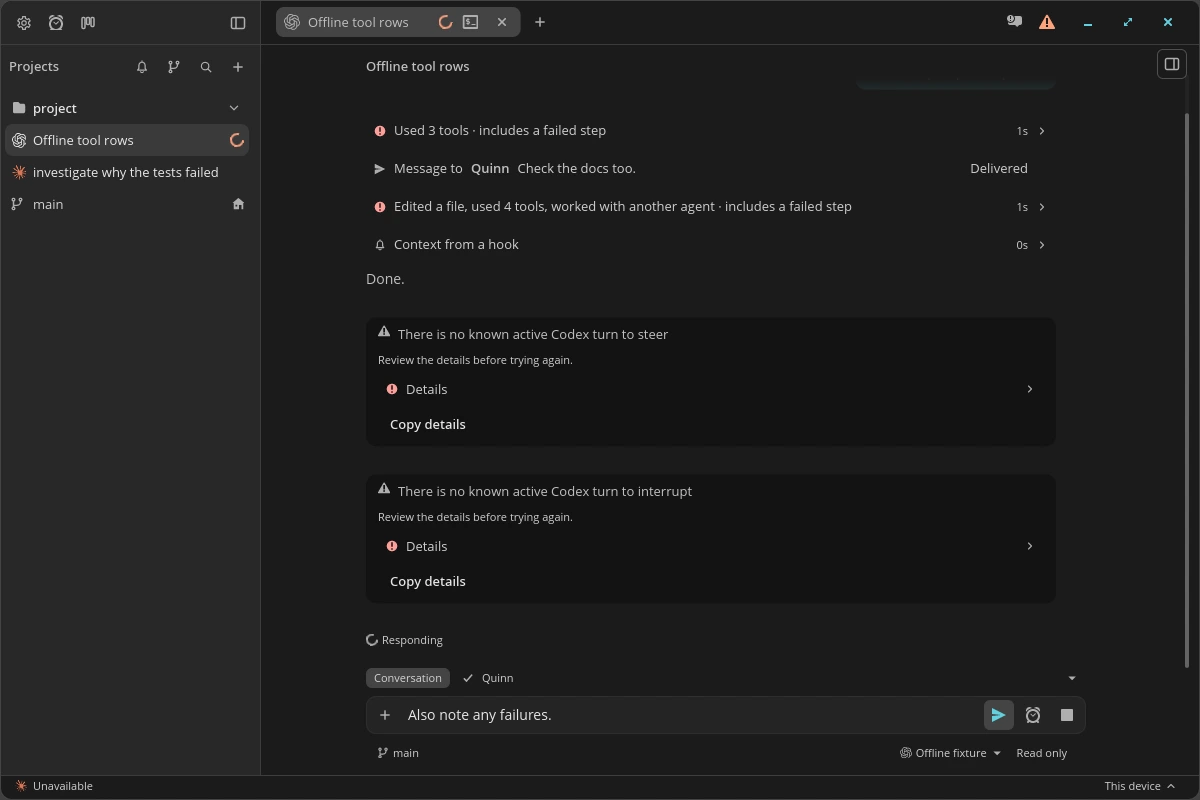 Offline tool rows
Projects
project
Offline tool rows
investigate why the tests failed
main
Offline tool rows
Used 3 tools · includes a failed step 1s
Message to Quinn Check the docs too. Delivered
Edited a file, used 4 tools, worked with another agent · includes a failed step 1s
Context from a hook 0s
Done.
There is no known active Codex turn to steer
Review the details before trying again.
Details
Copy details
There is no known active Codex turn to interrupt
Review the details before trying again.
Details
Copy details
Responding
Conversation Quinn
Also note any failures.
main Offline fixture Read only
Unavailable This device